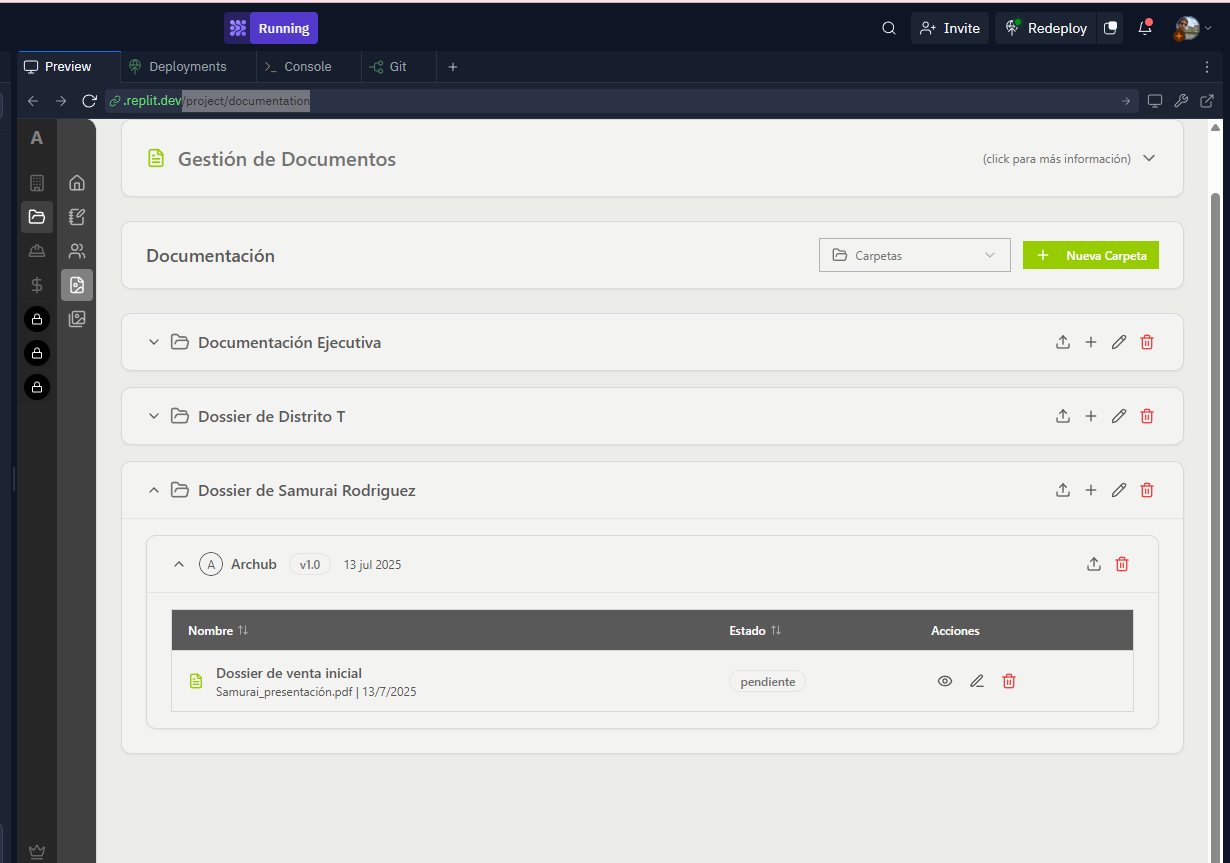 Running
Invite
Redeploy
Preview
Deployments
Console
Git
.replit.dev/project/documentation
A
Gestión de Documentos
(click para más información)
Documentación
Carpetas
Nueva Carpeta
Documentación Ejecutiva
Dossier de Distrito T
Dossier de Samurai Rodriguez
A Archub v1.0 13 jul 2025
Nombre Estado Acciones
Dossier de venta inicial
Samurai_presentación.pdf | 13/7/2025
pendiente